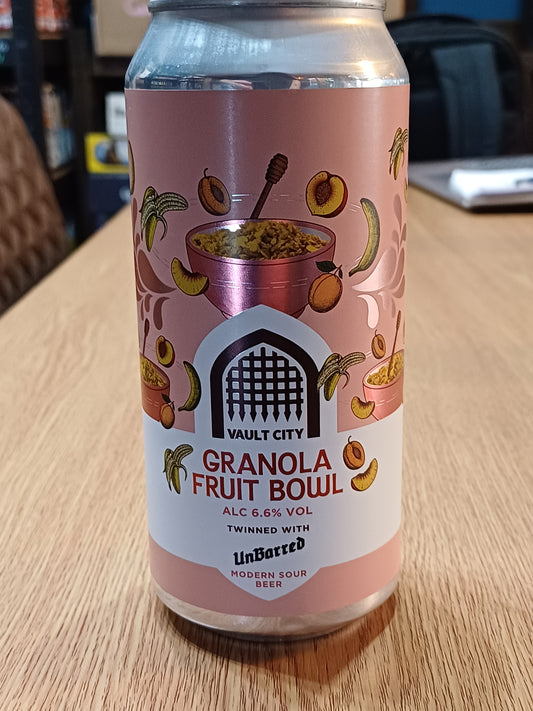 VAULT CITY
GRANOLA
FRUIT BOWL
ALC 6.6% VOL
TWINNED WITH
UnBarred
MODERN SOUR
BEER